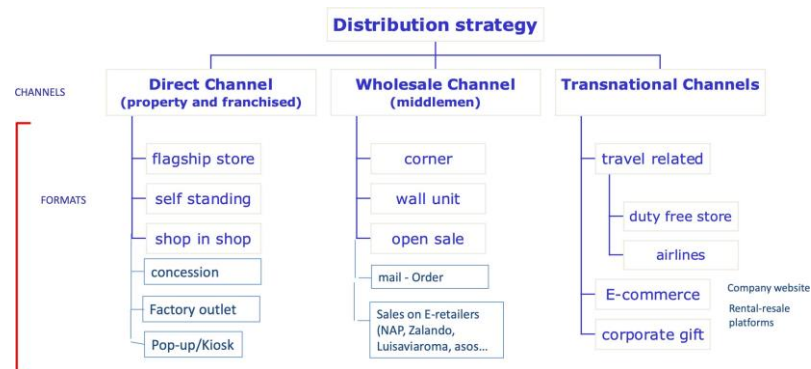 Distribution strategy
CHANNELS
Direct Channel
(property and franchised)
Wholesale Channel
(middlemen)
Transnational Channels
FORMATS
flagship store
self standing
shop in shop
concession
Factory outlet
Pop-up/Kiosk
corner
wall unit
open sale
mail - Order
Sales on E-retailers
(NAP, Zalando,
Luisaviaroma, asos...
travel related
duty free store
airlines
E-commerce
Company website
Rental-resale
platforms
corporate gift